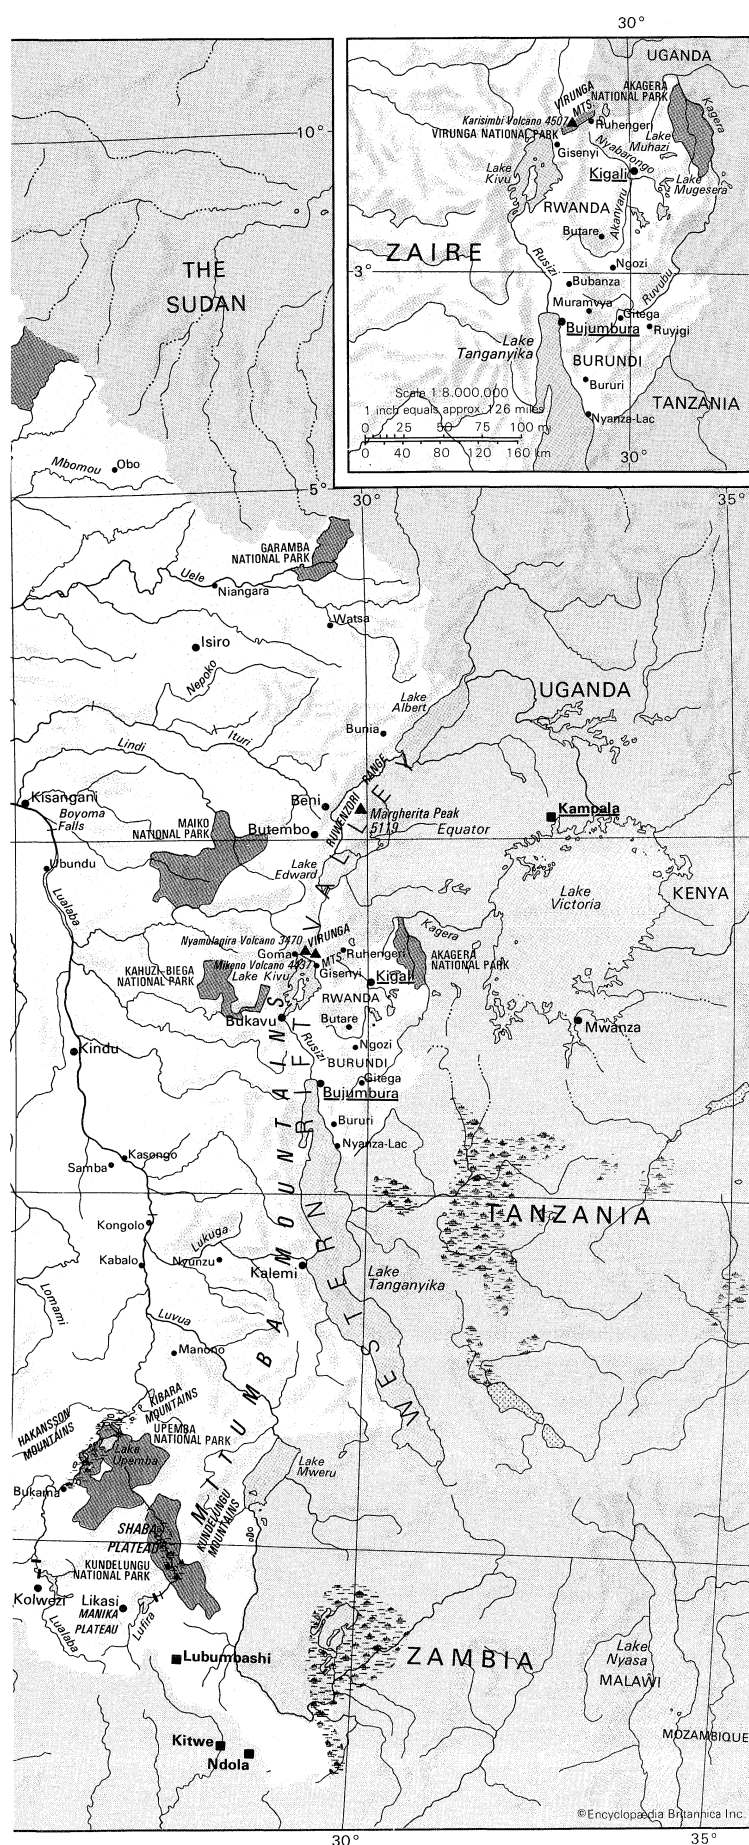 30°
UGANDA
VIRUNGA
MTS.
AKAGERA
NATIONAL PARK
Kagera
Karisimbi Volcano 4507
Ruhengeri
VIRUNGA NATIONAL PARK
Gisenyi
Nyabarongo
Lake
Muhazi
Lake
Kivu
Kigali
Lake
Mugesera
RWANDA
Akanyaru
Butare
ZAIRE
Rusizi
Ngozi
3°
Bubanza
Ruvubu
Muramvya
Gitega
Bujumbura
Ruyigi
Lake
Tanganyika
BURUNDI
Bururi
TANZANIA
Scale 1:8,000,000
1 inch equals approx. 126 miles
0 25 50 75 100 mi
0 40 80 120 160 km
Nyanza-Lac
30°
10°
THE
SUDAN
Mbomou
Obo
5°
30°
35°
GARAMBA
NATIONAL PARK
Uele
Niangara
Watsa
Isiro
Nepoko
UGANDA
Lake
Albert
Ituri
Bunia
Lindi
RUWENZORI RANGE
Kisangani
Boyoma
Falls
Beni
Margherita Peak
5119
Kampala
MAIKO
NATIONAL PARK
Butembo
Equator
Ubundu
Lake
Edward
Lualaba
Lake
Victoria
KENYA
Nyamulagira Volcano 3470
VIRUNGA
MTS.
Kagera
Goma
Ruhengeri
AKAGERA
NATIONAL PARK
Mikeno Volcano 4437
Gisenyi
KAHUZI-BIEGA
NATIONAL PARK
Lake Kivu
Kigali
RWANDA
Bukavu
Butare
Mwanza
Rusizi
Ngozi
Kindu
BURUNDI
Gitega
Bujumbura
Bururi
Nyanza-Lac
Kasongo
Samba
WESTERN RIFT VALLEY
MITUMBA MOUNTAINS
TANZANIA
Kongolo
Lukuga
Kabalo
Nyunzu
Kalemi
Lake
Tanganyika
Lomami
Luvua
Manono
KIBARA
MOUNTAINS
HAKANSSON
MOUNTAINS
UPEMBA
NATIONAL PARK
Lake
Upemba
Lake
Mweru
Bukama
KUNDELUNGU
MOUNTAINS
SHABA
PLATEAU
KUNDELUNGU
NATIONAL PARK
Kolwezi
Likasi
MANIKA
PLATEAU
Lualaba
Lufira
Lubumbashi
ZAMBIA
Lake
Nyasa
MALAWI
MOZAMBIQUE
Kitwe
Ndola
©Encyclopædia Britannica Inc.
30°
35°